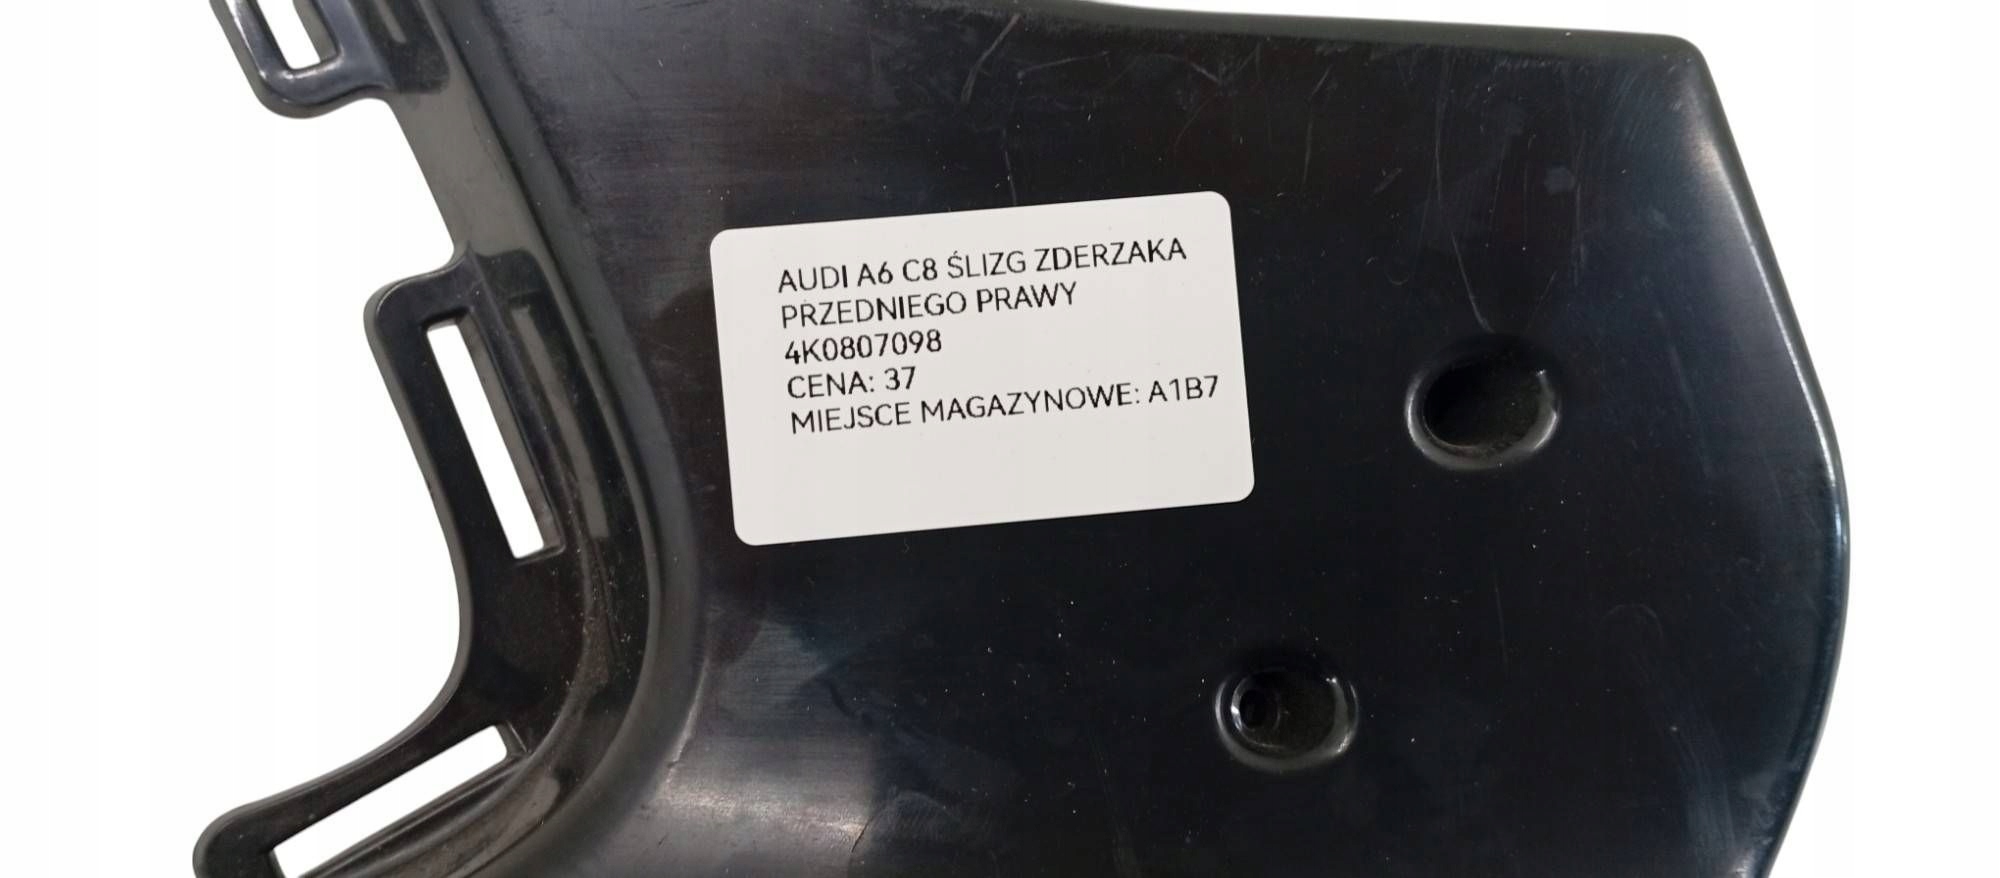 AUDI A6 C8 ŚLIZG ZDERZAKA
PRZEDNIEGO PRAWY
4K0807098
CENA: 37
MIEJSCE MAGAZYNOWE: A1B7